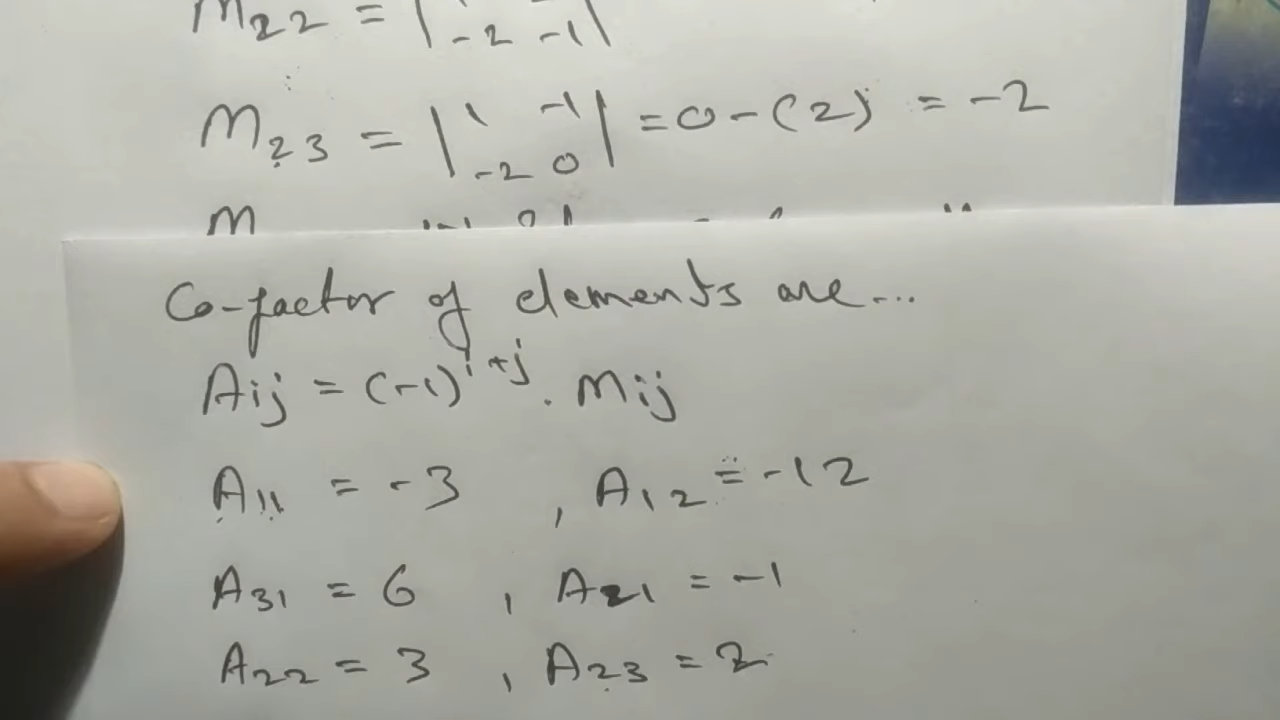 M22 = | -2 -1 |
M23 = | 1 -1 -2 0 | = 0 - (2) = -2
M
Co-factor of elements are...
Aij = (-1)^i+j . Mij
A11 = -3 , A12 = -12
A31 = 6 , A21 = -1
A22 = 3 , A23 = 2